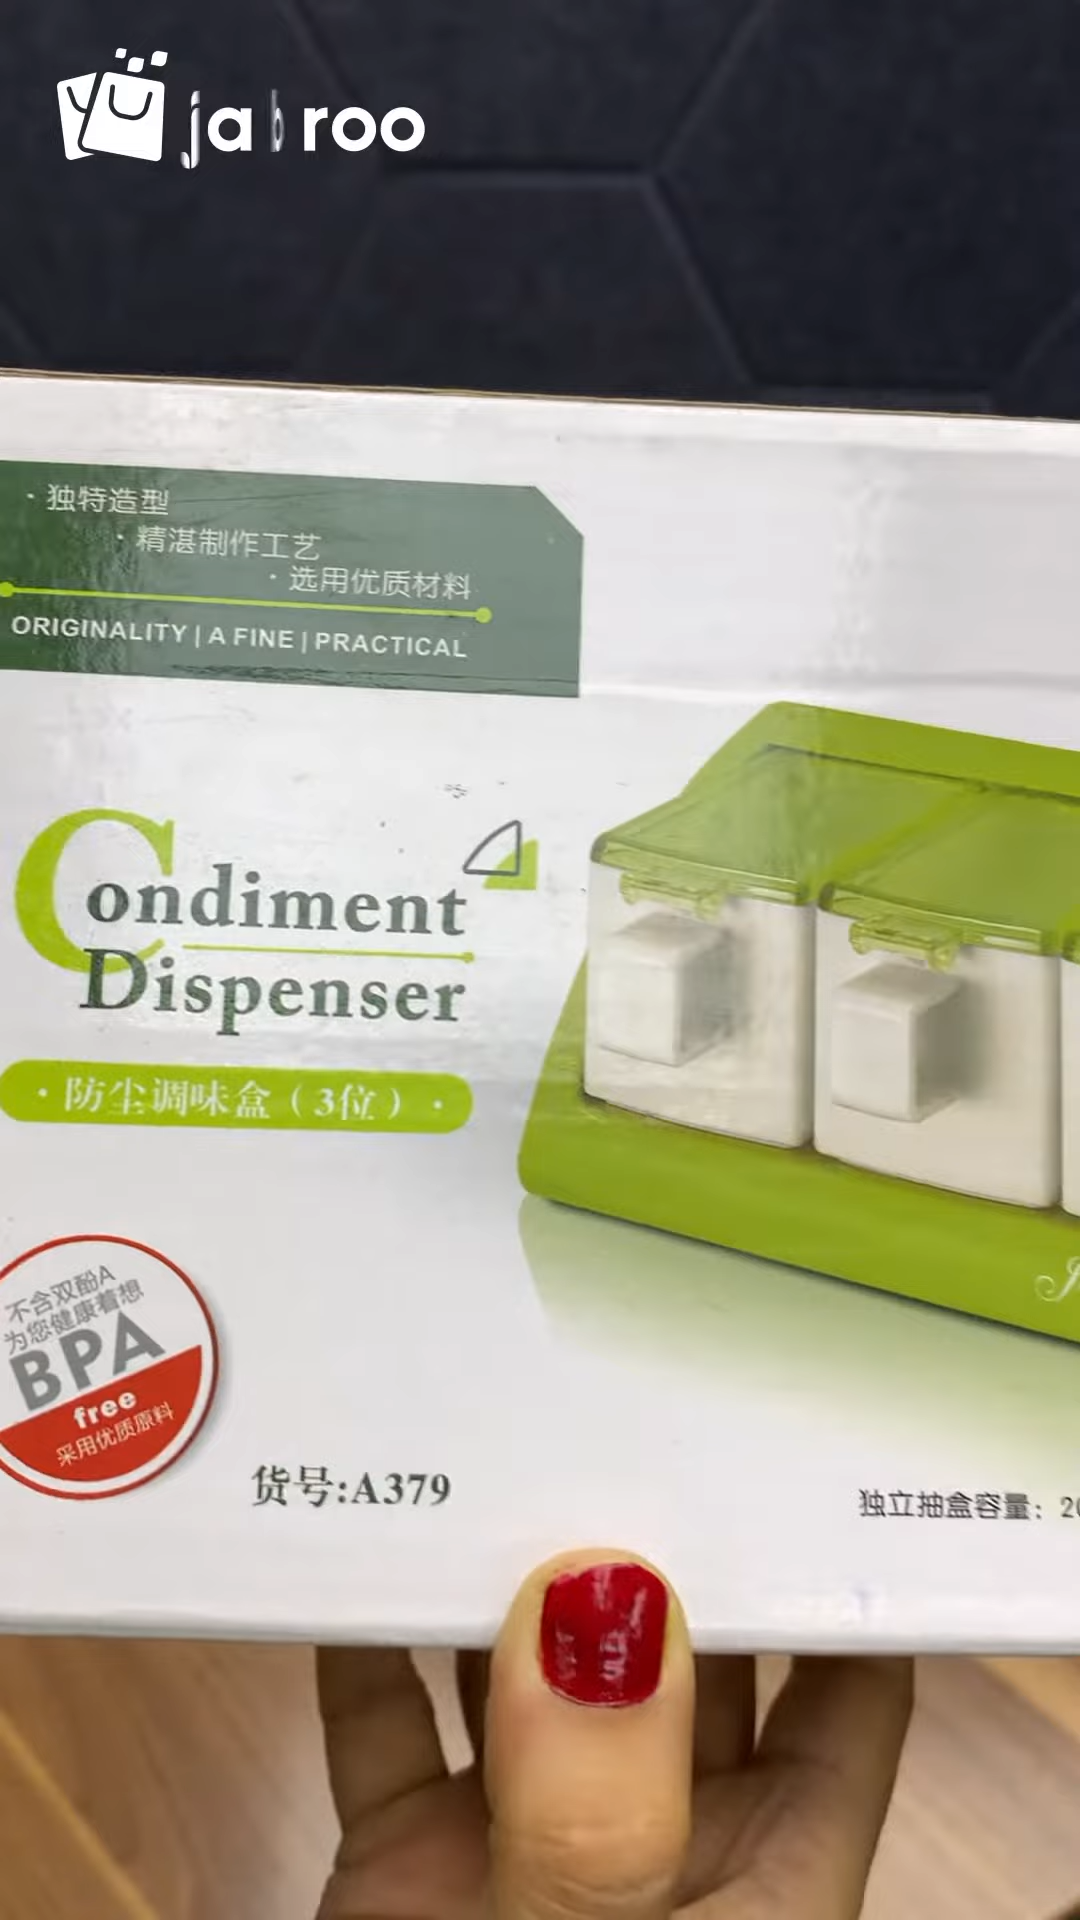 jabroo
·独特造型
·精湛制作工艺
·选用优质材料
ORIGINALITY | A FINE | PRACTICAL
Condiment
Dispenser
·防尘调味盒（3位）·
不含双酚A
为您健康着想
BPA
free
采用优质原料
货号:A379
独立抽盒容量：